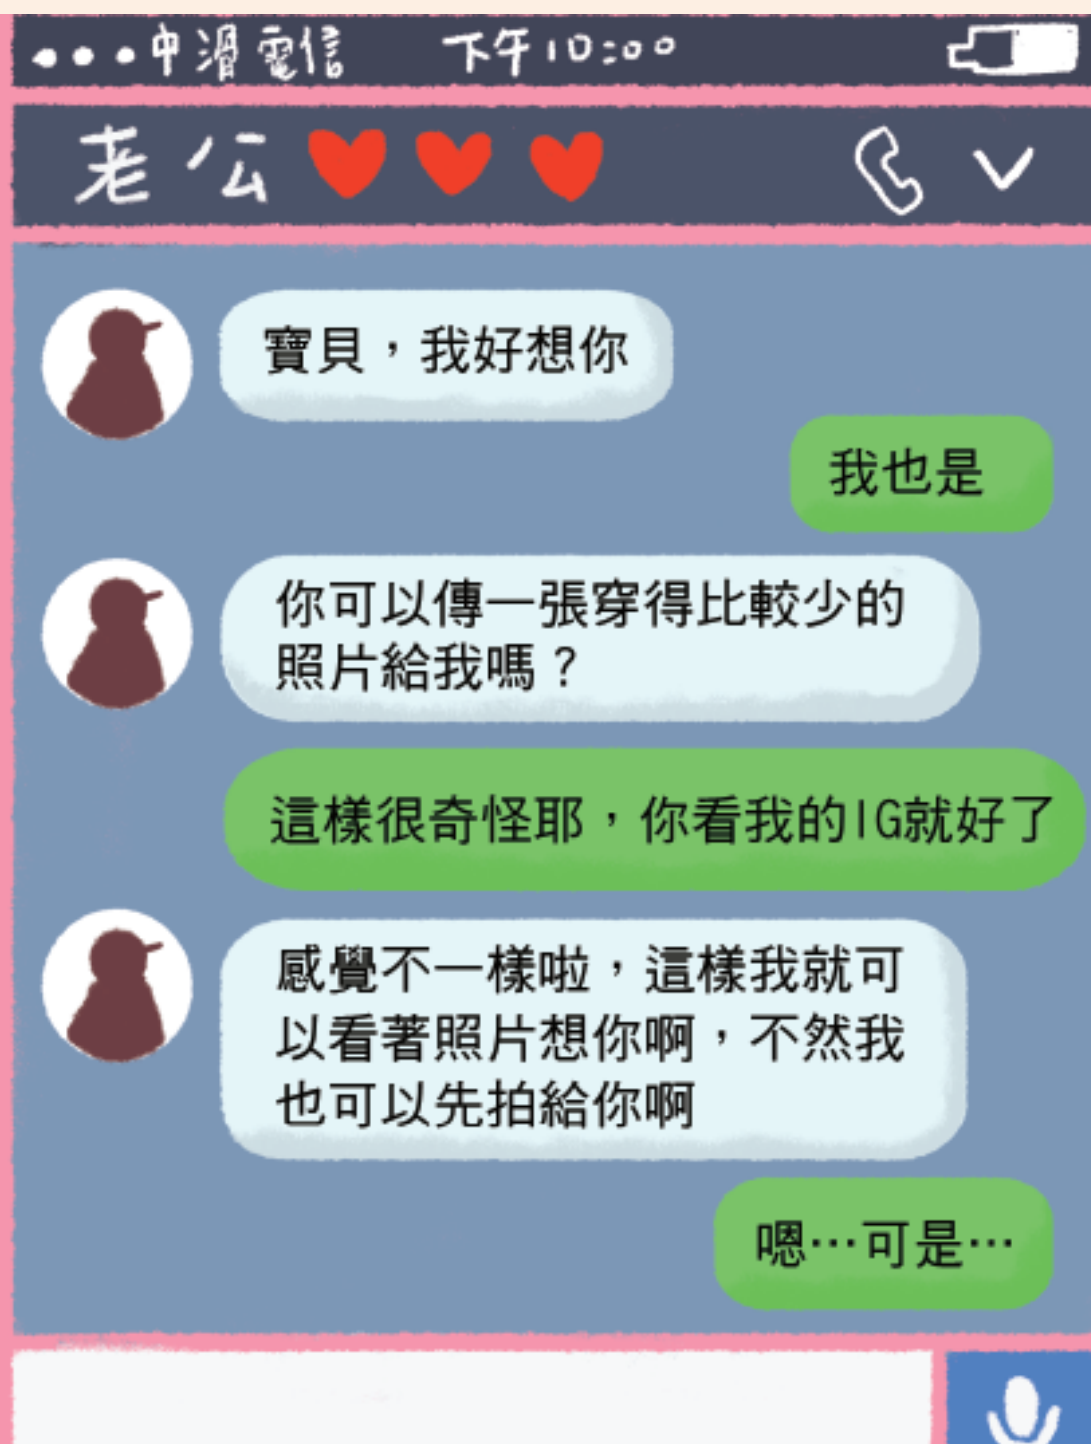 中滑電信 下午10:00
老公
寶貝，我好想你
我也是
你可以傳一張穿得比較少的
照片給我嗎？
這樣很奇怪耶，你看我的IG就好了
感覺不一樣啦，這樣我就可
以看著照片想你啊，不然我
也可以先拍給你啊
嗯…可是…